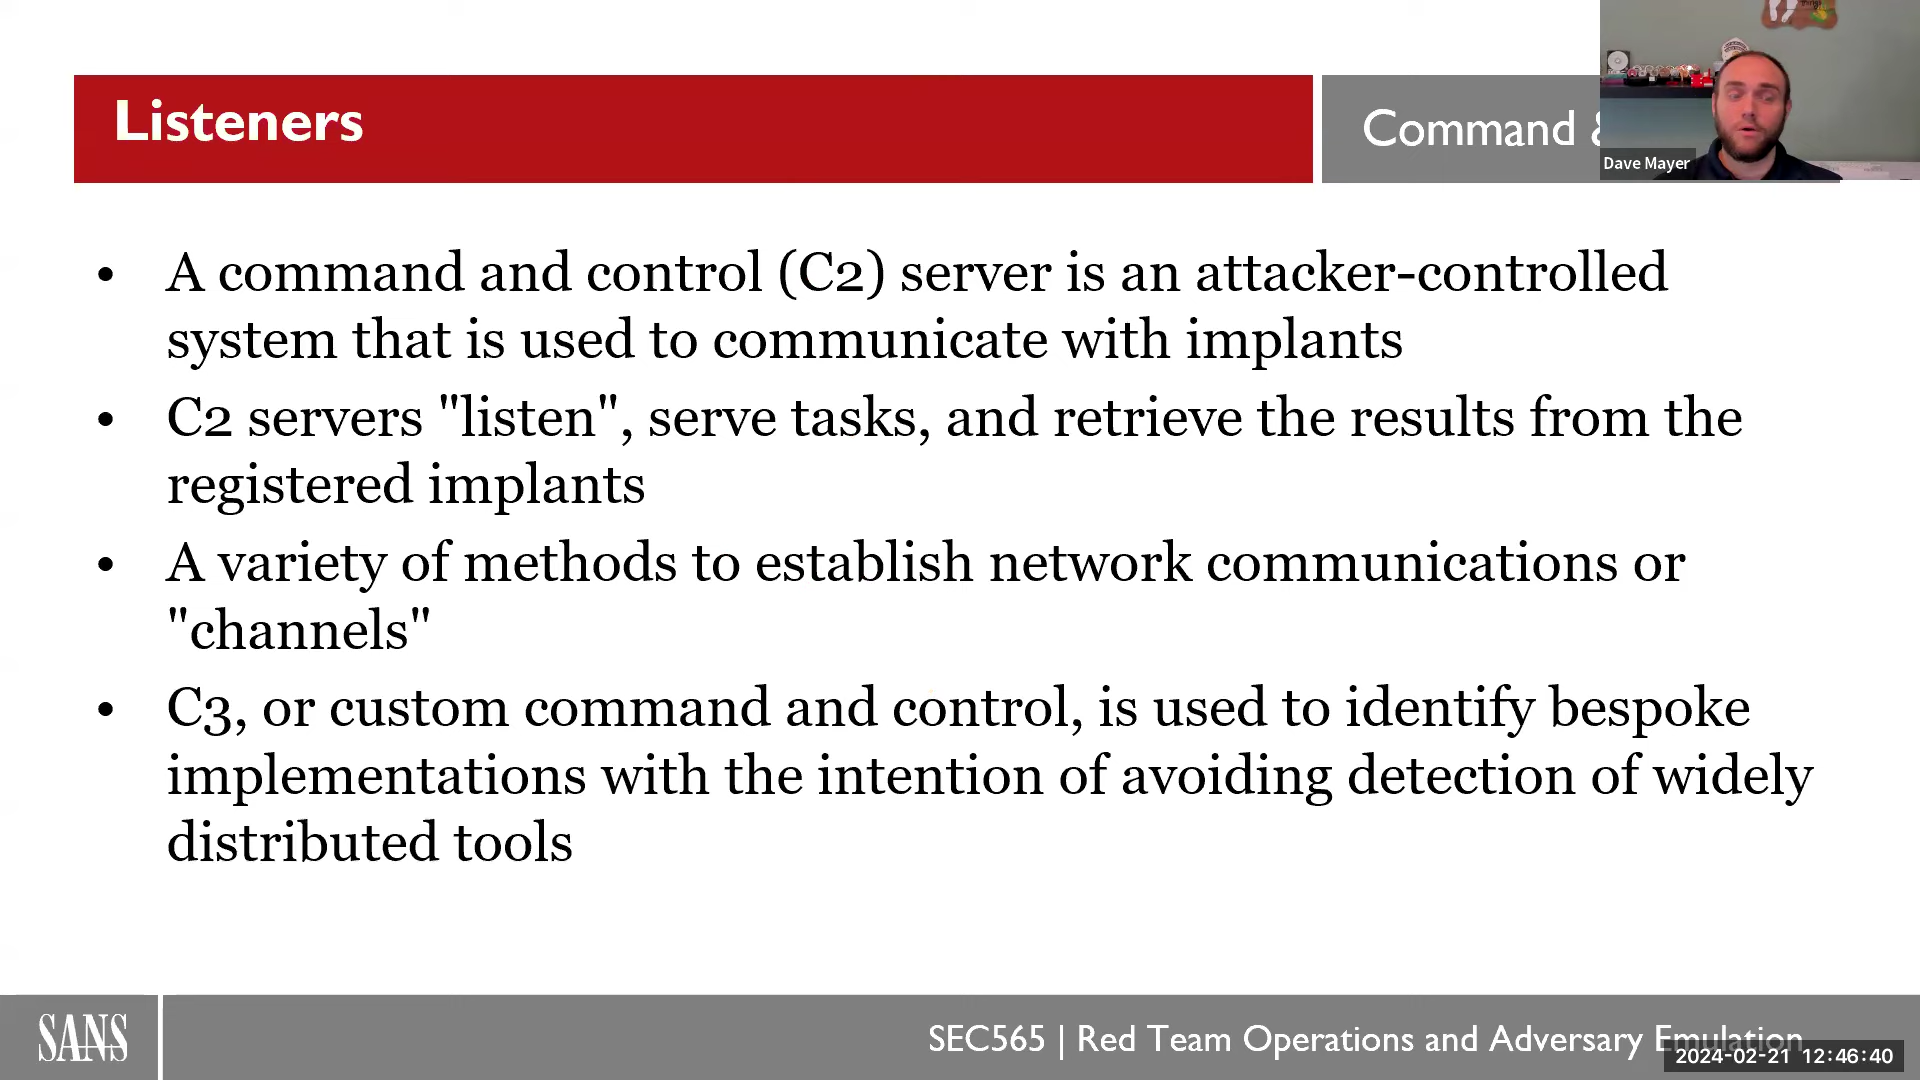 things
Listeners
Command &
Dave Mayer
• A command and control (C2) server is an attacker-controlled
system that is used to communicate with implants
• C2 servers "listen", serve tasks, and retrieve the results from the
registered implants
• A variety of methods to establish network communications or
"channels"
• C3, or custom command and control, is used to identify bespoke
implementations with the intention of avoiding detection of widely
distributed tools
SANS
SEC565 | Red Team Operations and Adversary Emulation
2024-02-21 12:46:40